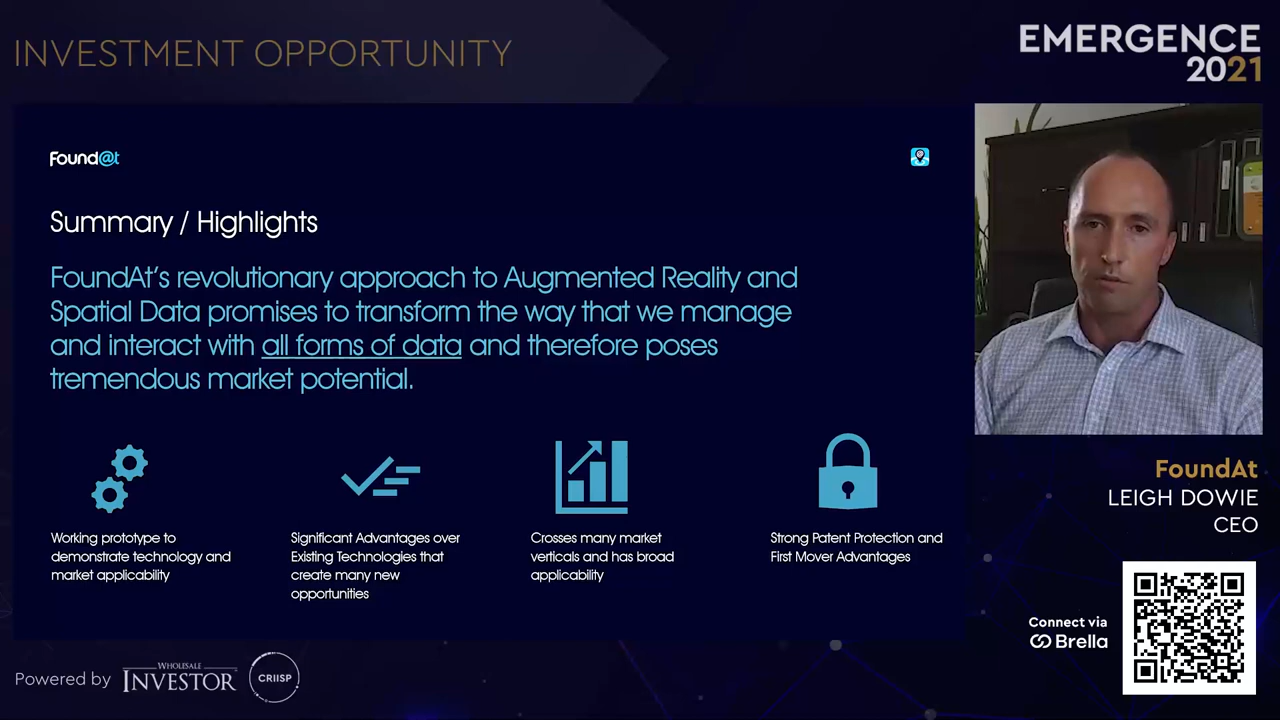 INVESTMENT OPPORTUNITY
EMERGENCE
2021
Found@t
Summary / Highlights
FoundAt's revolutionary approach to Augmented Reality and
Spatial Data promises to transform the way that we manage
and interact with all forms of data and therefore poses
tremendous market potential.
Working prototype to
demonstrate technology and
market applicability
Significant Advantages over
Existing Technologies that
create many new
opportunities
Crosses many market
verticals and has broad
applicability
Strong Patent Protection and
First Mover Advantages
FoundAt
LEIGH DOWIE
CEO
Connect via
Brella
Powered by
WHOLESALE
INVESTOR
CRIISP